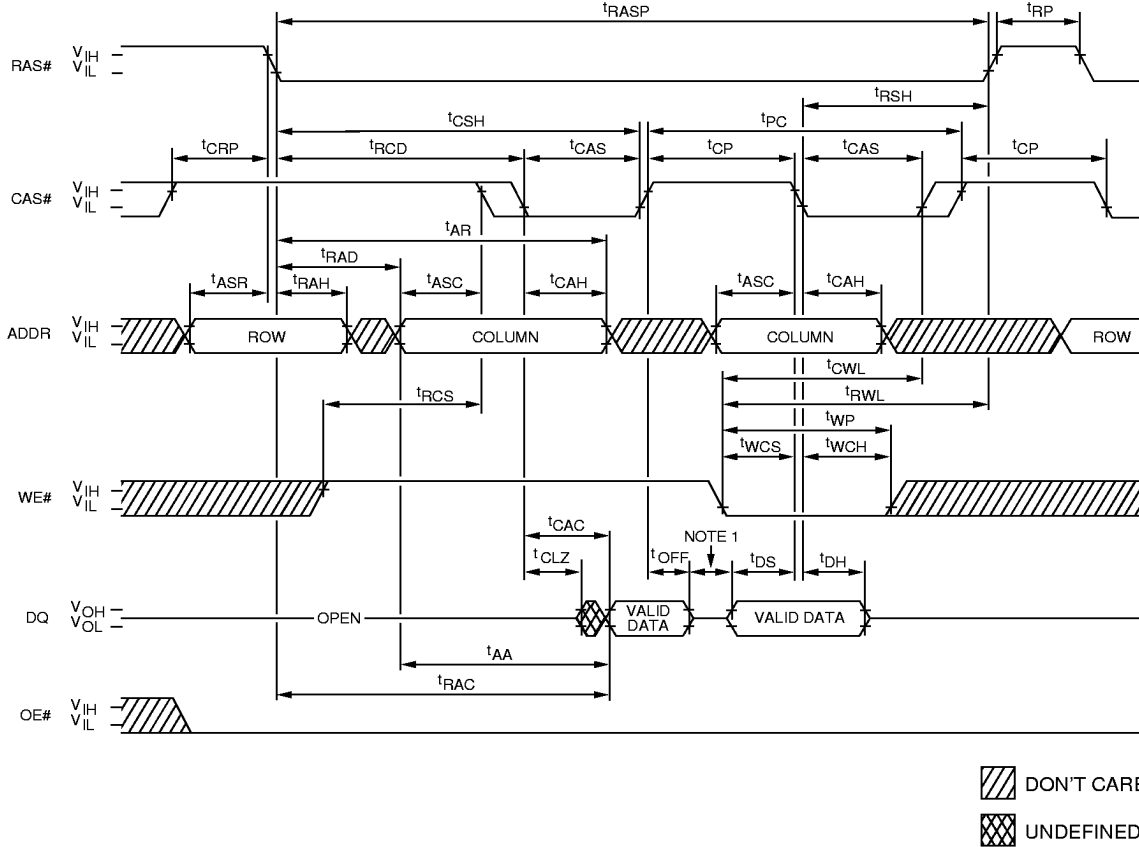 tRASP
tRP
RAS# VIH
VIL
tRSH
tCSH
tPC
tCRP
tRCD
tCAS
tCP
tCAS
tCP
CAS# VIH
VIL
tAR
tRAD
tASR
tRAH
tASC
tCAH
tASC
tCAH
ADDR VIH
VIL
ROW
COLUMN
COLUMN
ROW
tCWL
tRCS
tRWL
tWP
tWCS
tWCH
WE# VIH
VIL
tCAC
NOTE 1
tCLZ
tOFF
tDS
tDH
DQ VOH
VOL
OPEN
VALID
DATA
VALID DATA
tAA
tRAC
OE# VIH
VIL
DON'T CARE
UNDEFINED